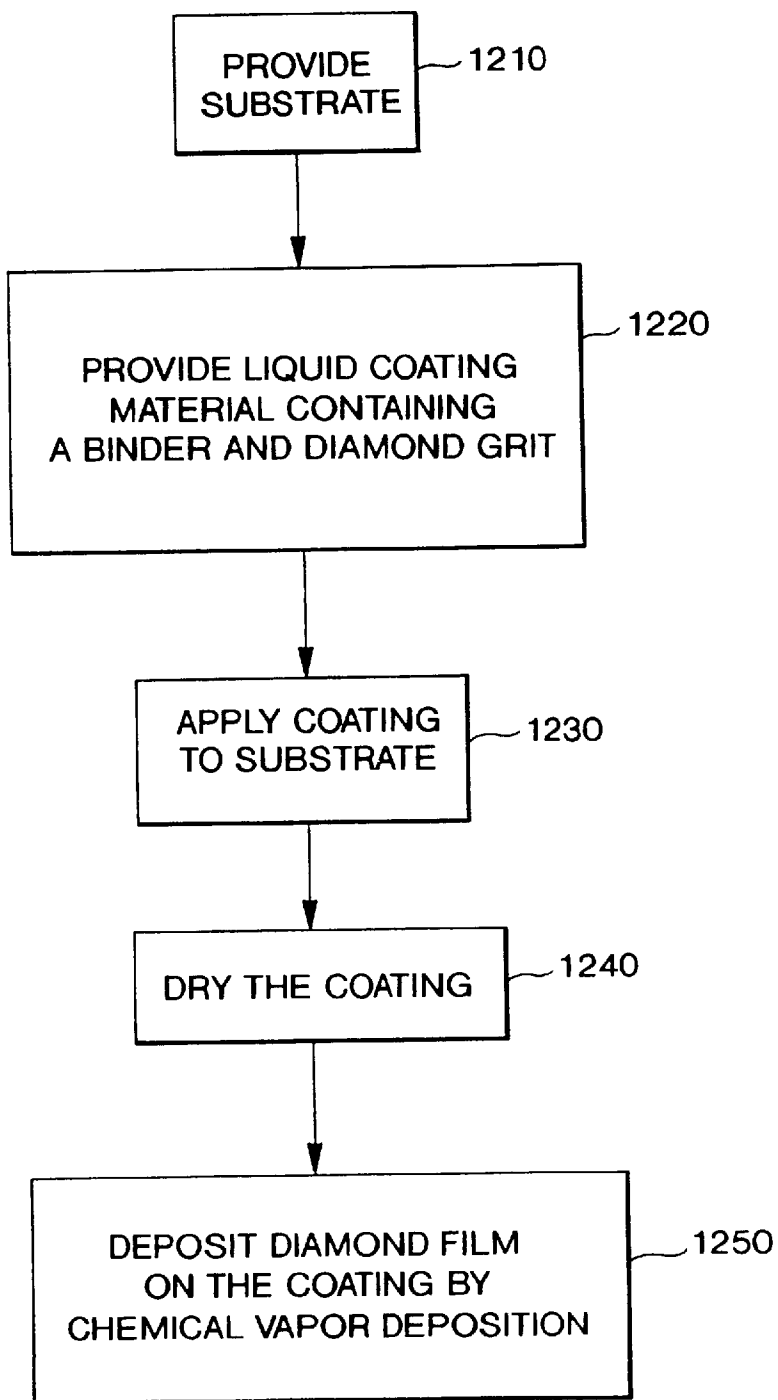 PROVIDE
SUBSTRATE
1210
PROVIDE LIQUID COATING
MATERIAL CONTAINING
A BINDER AND DIAMOND GRIT
1220
APPLY COATING
TO SUBSTRATE
1230
DRY THE COATING
1240
DEPOSIT DIAMOND FILM
ON THE COATING BY
CHEMICAL VAPOR DEPOSITION
1250